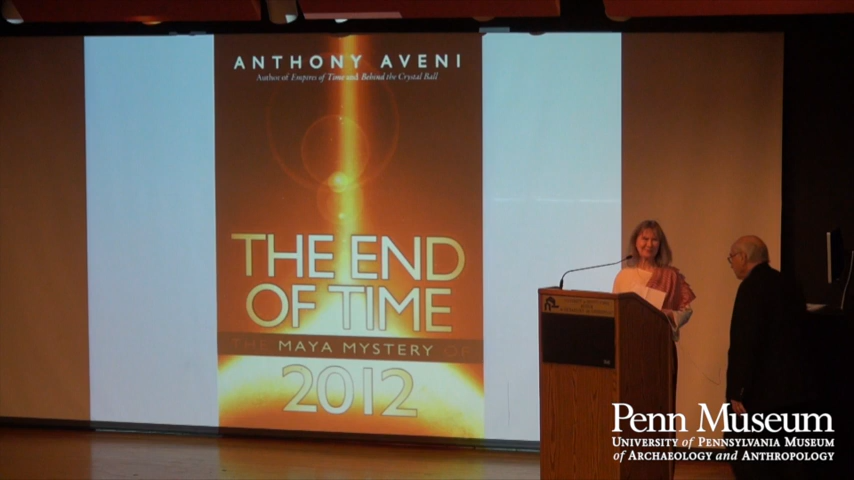 ANTHONY AVENI
Author of Empires of Time and Behind the Crystal Ball
THE END
OF TIME
THE MAYA MYSTERY OF
2012
Penn Museum
UNIVERSITY of PENNSYLVANIA MUSEUM
of ARCHAEOLOGY and ANTHROPOLOGY